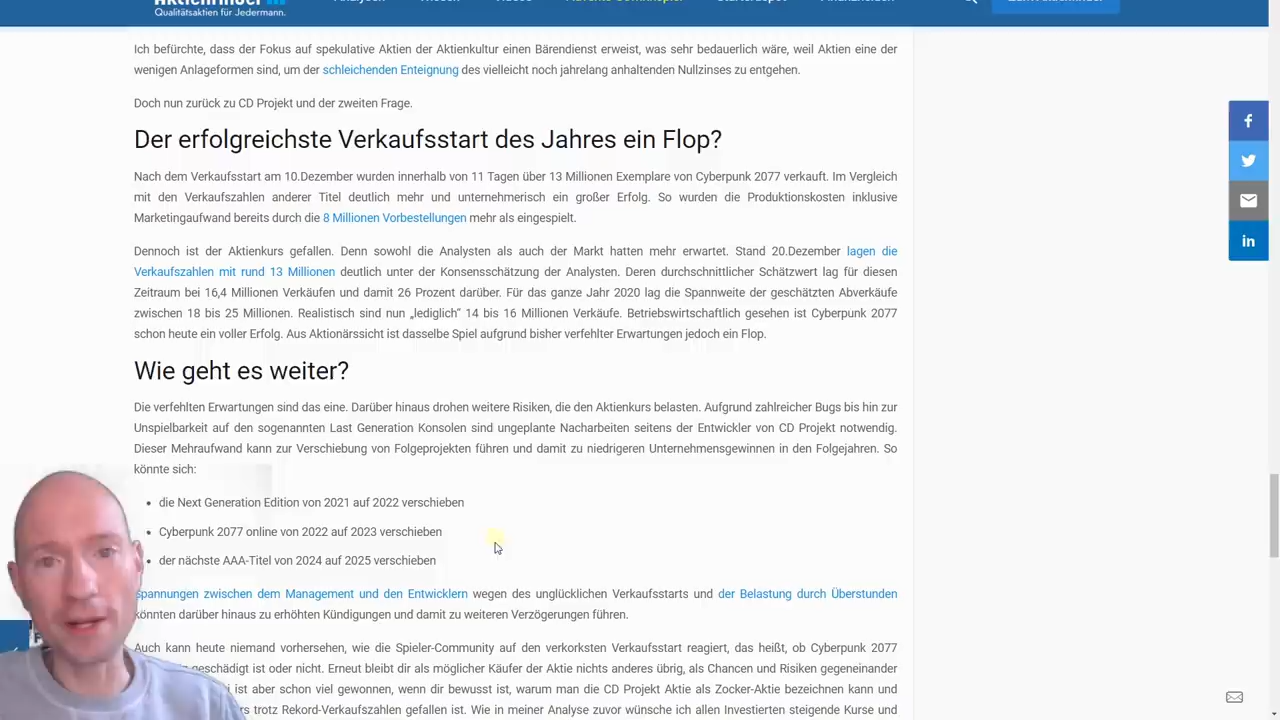 Qualitätsaktien für Jedermann.
Ich befürchte, dass der Fokus auf spekulative Aktien der Aktienkultur einen Bärendienst erweist, was sehr bedauerlich wäre, weil Aktien eine der
wenigen Anlageformen sind, um der schleichenden Enteignung des vielleicht noch jahrelang anhaltenden Nullzinses zu entgehen.
Doch nun zurück zu CD Projekt und der zweiten Frage.
Der erfolgreichste Verkaufsstart des Jahres ein Flop?
Nach dem Verkaufsstart am 10.Dezember wurden innerhalb von 11 Tagen über 13 Millionen Exemplare von Cyberpunk 2077 verkauft. Im Vergleich
mit den Verkaufszahlen anderer Titel deutlich mehr und unternehmerisch ein großer Erfolg. So wurden die Produktionskosten inklusive
Marketingaufwand bereits durch die 8 Millionen Vorbestellungen mehr als eingespielt.
Dennoch ist der Aktienkurs gefallen. Denn sowohl die Analysten als auch der Markt hatten mehr erwartet. Stand 20.Dezember lagen die
Verkaufszahlen mit rund 13 Millionen deutlich unter der Konsensschätzung der Analysten. Deren durchschnittlicher Schätzwert lag für diesen
Zeitraum bei 16,4 Millionen Verkäufen und damit 26 Prozent darüber. Für das ganze Jahr 2020 lag die Spannweite der geschätzten Abverkäufe
zwischen 18 bis 25 Millionen. Realistisch sind nun „lediglich“ 14 bis 16 Millionen Verkäufe. Betriebswirtschaftlich gesehen ist Cyberpunk 2077
schon heute ein voller Erfolg. Aus Aktionärssicht ist dasselbe Spiel aufgrund bisher verfehlter Erwartungen jedoch ein Flop.
Wie geht es weiter?
Die verfehlten Erwartungen sind das eine. Darüber hinaus drohen weitere Risiken, die den Aktienkurs belasten. Aufgrund zahlreicher Bugs bis hin zur
Unspielbarkeit auf den sogenannten Last Generation Konsolen sind ungeplante Nacharbeiten seitens der Entwickler von CD Projekt notwendig.
Dieser Mehraufwand kann zur Verschiebung von Folgeprojekten führen und damit zu niedrigeren Unternehmensgewinnen in den Folgejahren. So
könnte sich:
• die Next Generation Edition von 2021 auf 2022 verschieben
• Cyberpunk 2077 online von 2022 auf 2023 verschieben
• der nächste AAA-Titel von 2024 auf 2025 verschieben
Spannungen zwischen dem Management und den Entwicklern wegen des unglücklichen Verkaufsstarts und der Belastung durch Überstunden
könnten darüber hinaus zu erhöhten Kündigungen und damit zu weiteren Verzögerungen führen.
Auch kann heute niemand vorhersehen, wie die Spieler-Community auf den verkorksten Verkaufsstart reagiert, das heißt, ob Cyberpunk 2077
geschädigt ist oder nicht. Erneut bleibt dir als möglicher Käufer der Aktie nichts anderes übrig, als Chancen und Risiken gegeneinander
ist aber schon viel gewonnen, wenn dir bewusst ist, warum man die CD Projekt Aktie als Zocker-Aktie bezeichnen kann und
trotz Rekord-Verkaufszahlen gefallen ist. Wie in meiner Analyse zuvor wünsche ich allen Investierten steigende Kurse und